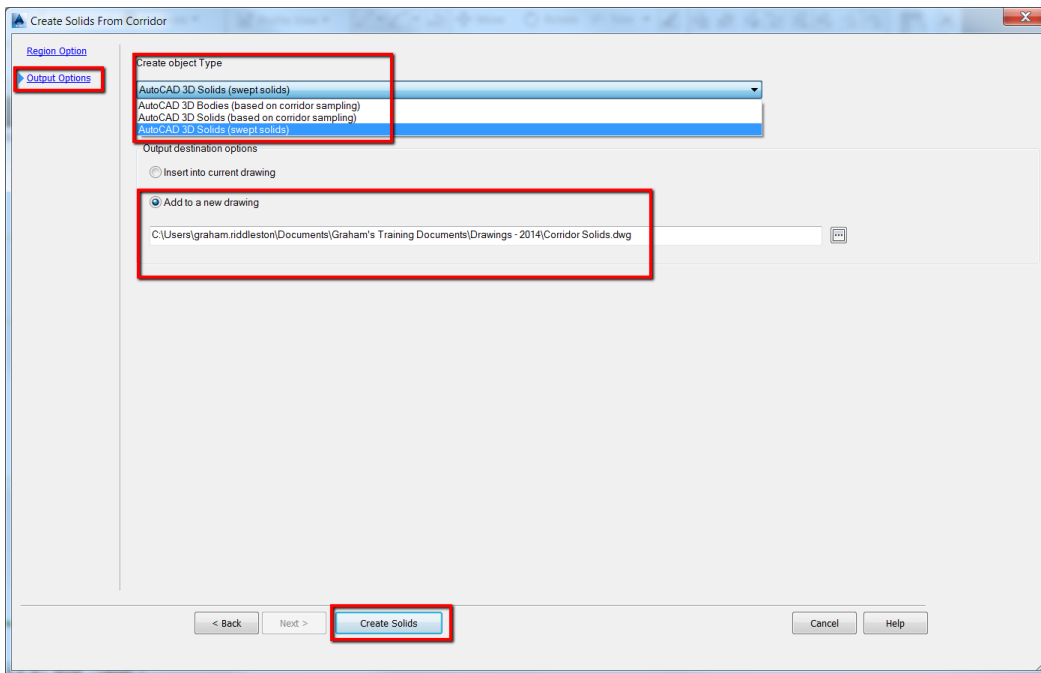 Create Solids From Corridor
Region Option
Output Options
Create object Type
AutoCAD 3D Solids (swept solids)
AutoCAD 3D Bodies (based on corridor sampling)
AutoCAD 3D Solids (based on corridor sampling)
AutoCAD 3D Solids (swept solids)
Output destination options
Insert into current drawing
Add to a new drawing
C:\Users\graham.riddleston\Documents\Graham's Training Documents\Drawings - 2014\Corridor Solids.dwg
< Back Next > Create Solids Cancel Help